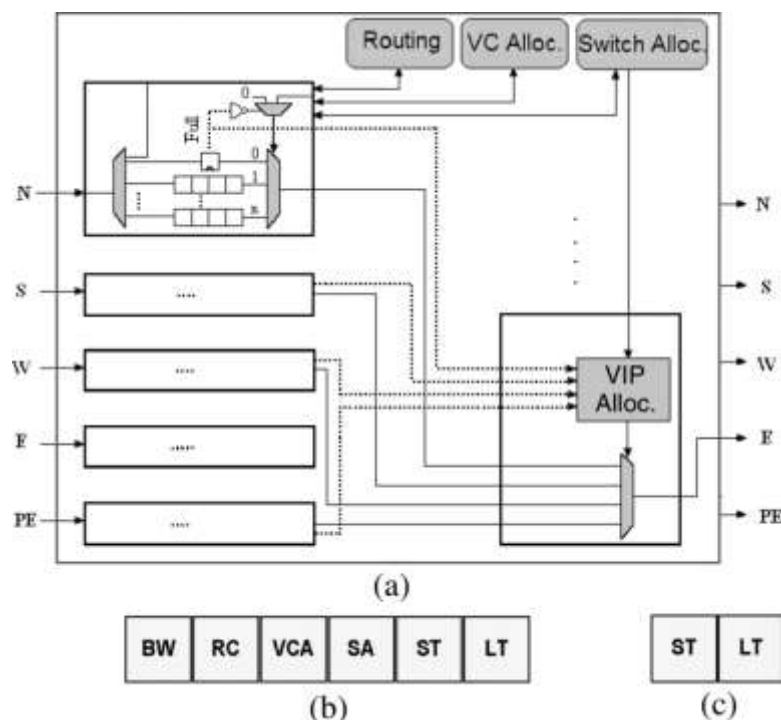 Routing
VC Alloc.
Switch Alloc.
0
Full
0
1
n
N
S
W
E
PE
....
....
....
....
VIP
Alloc.
N
S
W
E
PE
(a)
BW RC VCA SA ST LT
(b)
ST LT
(c)